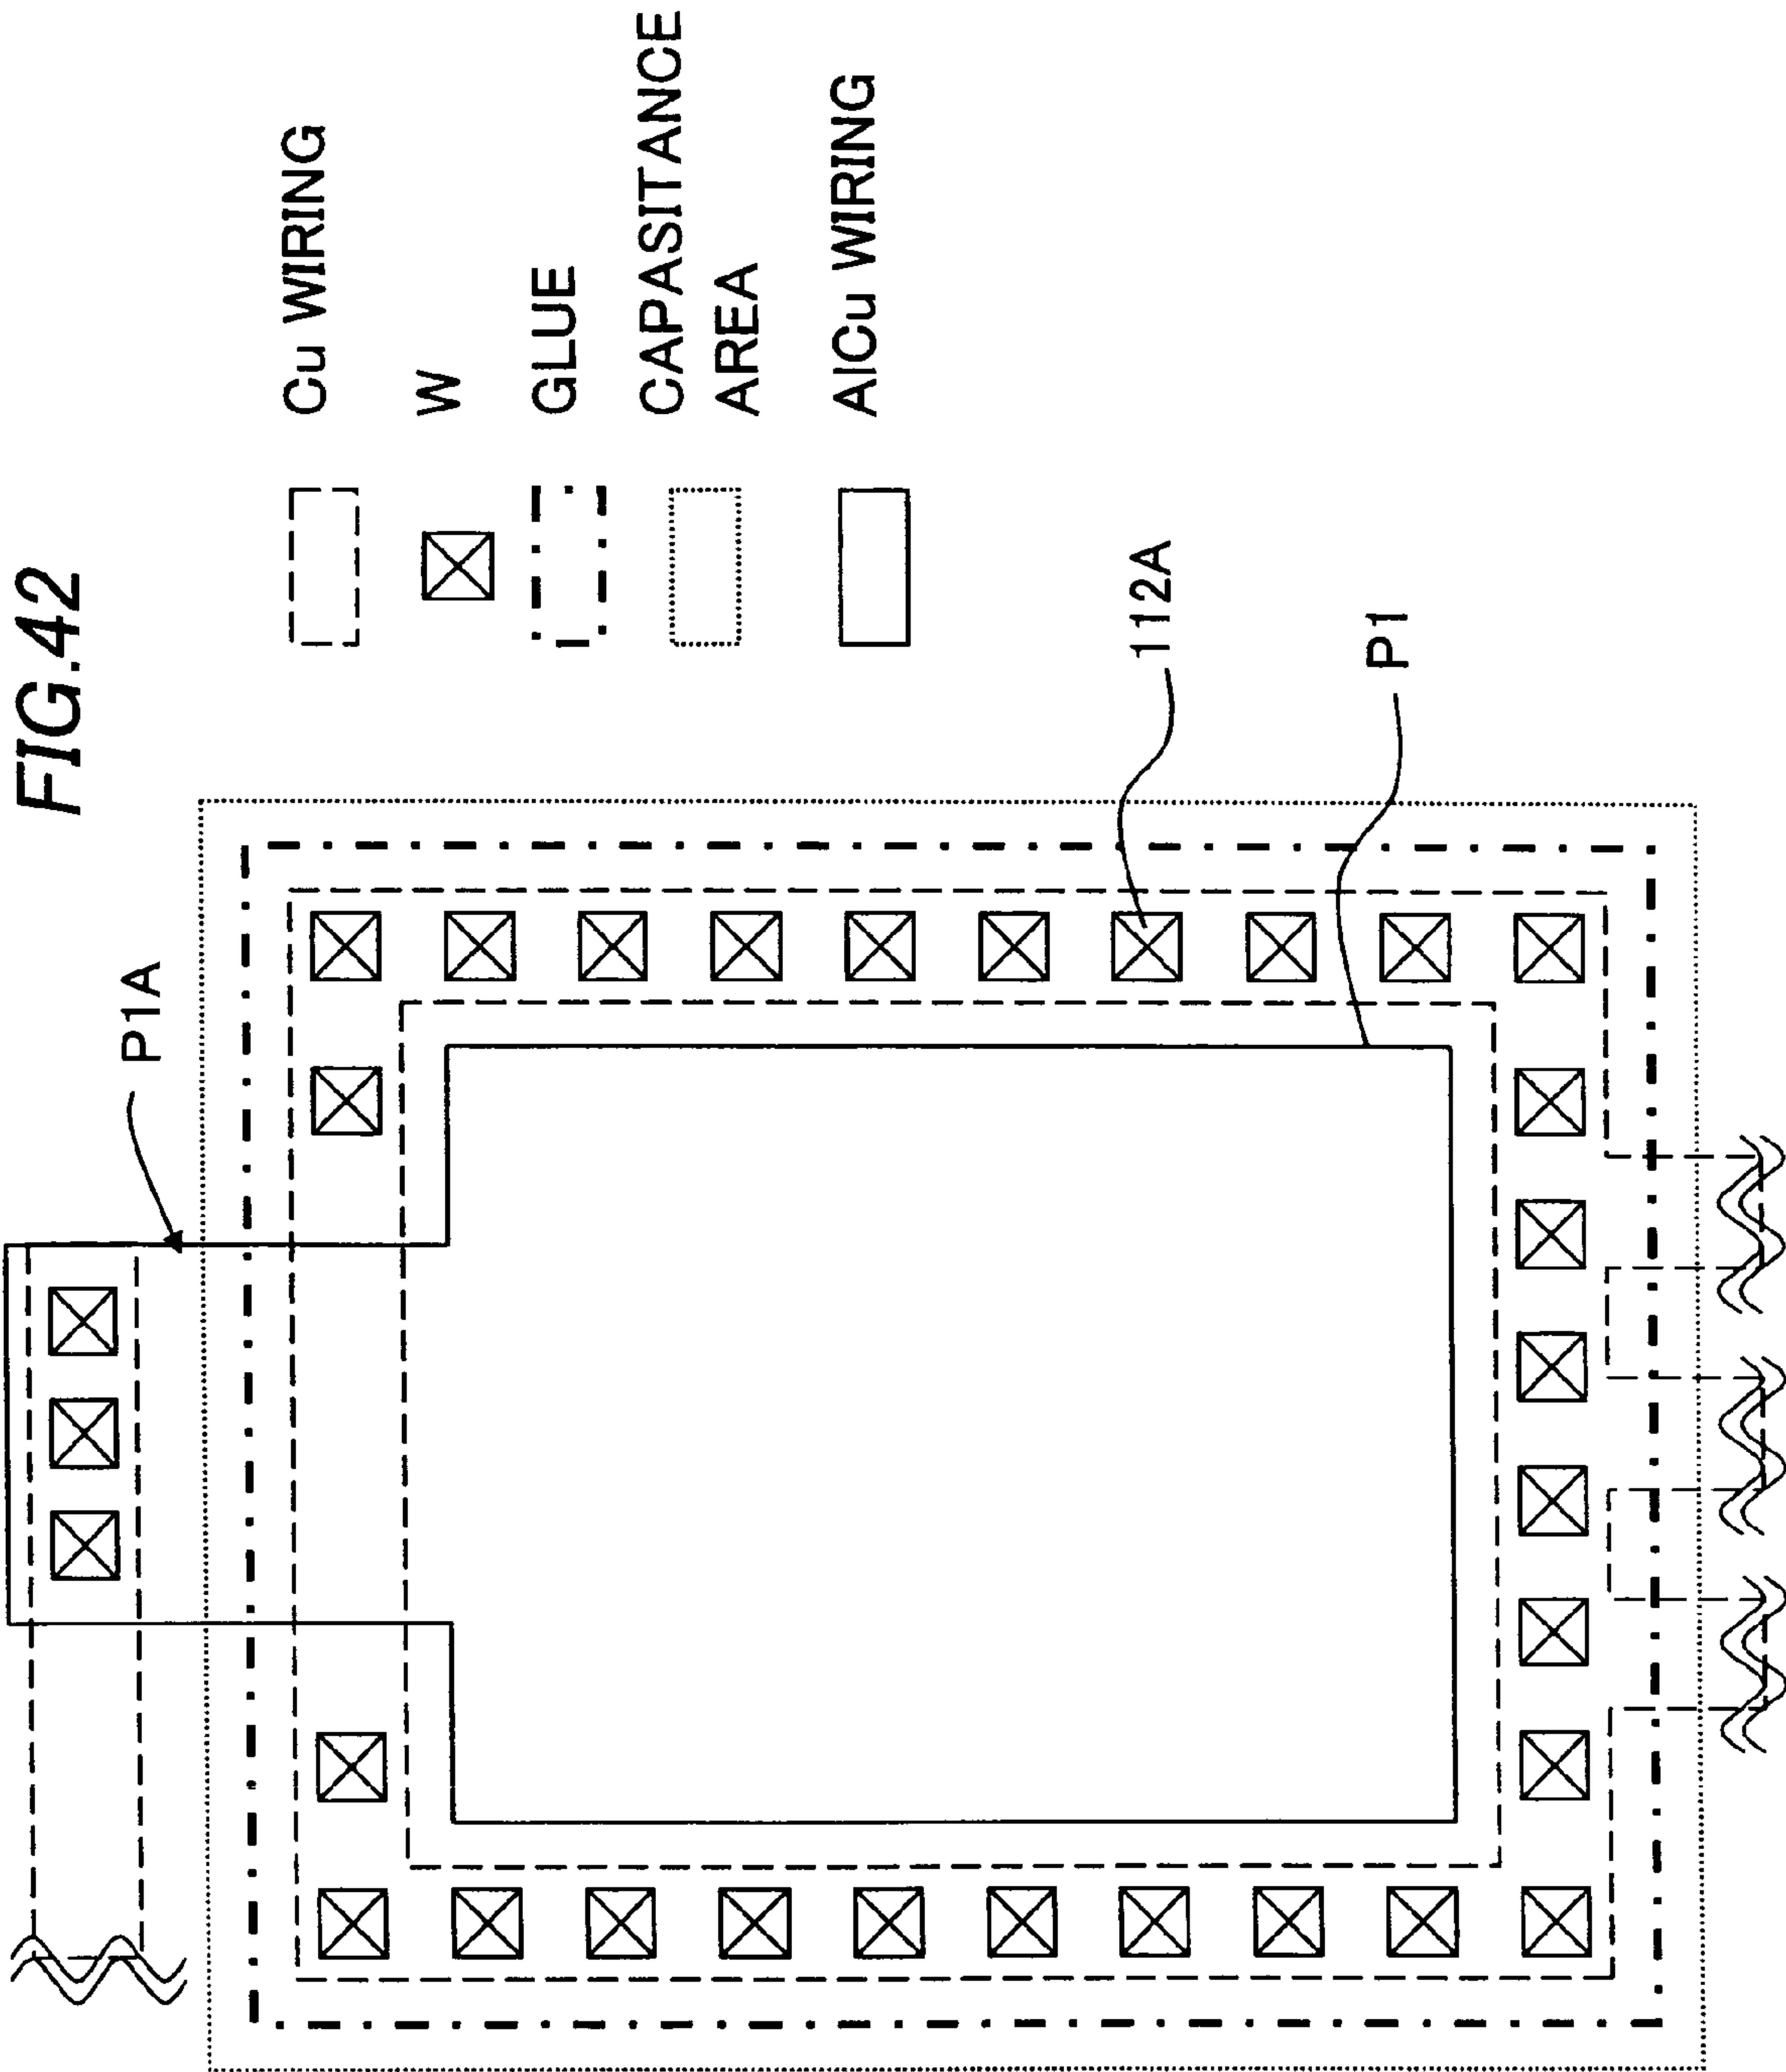 FIG.42
P1A
Cu WIRING
W
GLUE
CAPASITANCE
AREA
AlCu WIRING
112A
P1